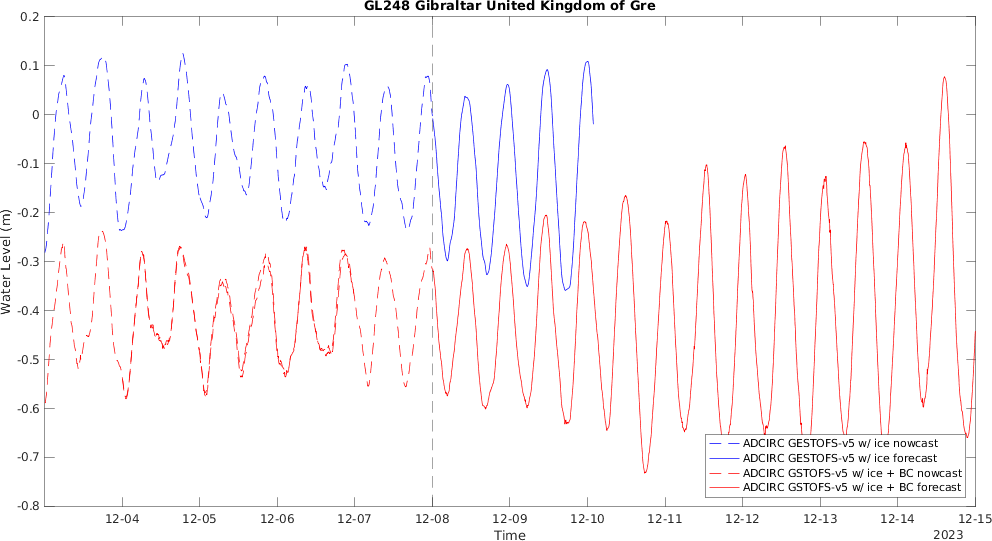 GL248 Gibraltar United Kingdom of Gre
0.2
0.1
0
-0.1
-0.2
-0.3
-0.4
-0.5
-0.6
-0.7
-0.8
Water Level (m)
ADCIRC GESTOFS-v5 w/ ice nowcast
ADCIRC GESTOFS-v5 w/ ice forecast
ADCIRC GSTOFS-v5 w/ ice + BC nowcast
ADCIRC GSTOFS-v5 w/ ice + BC forecast
12-04 12-05 12-06 12-07 12-08 12-09 12-10 12-11 12-12 12-13 12-14 12-15
Time
2023